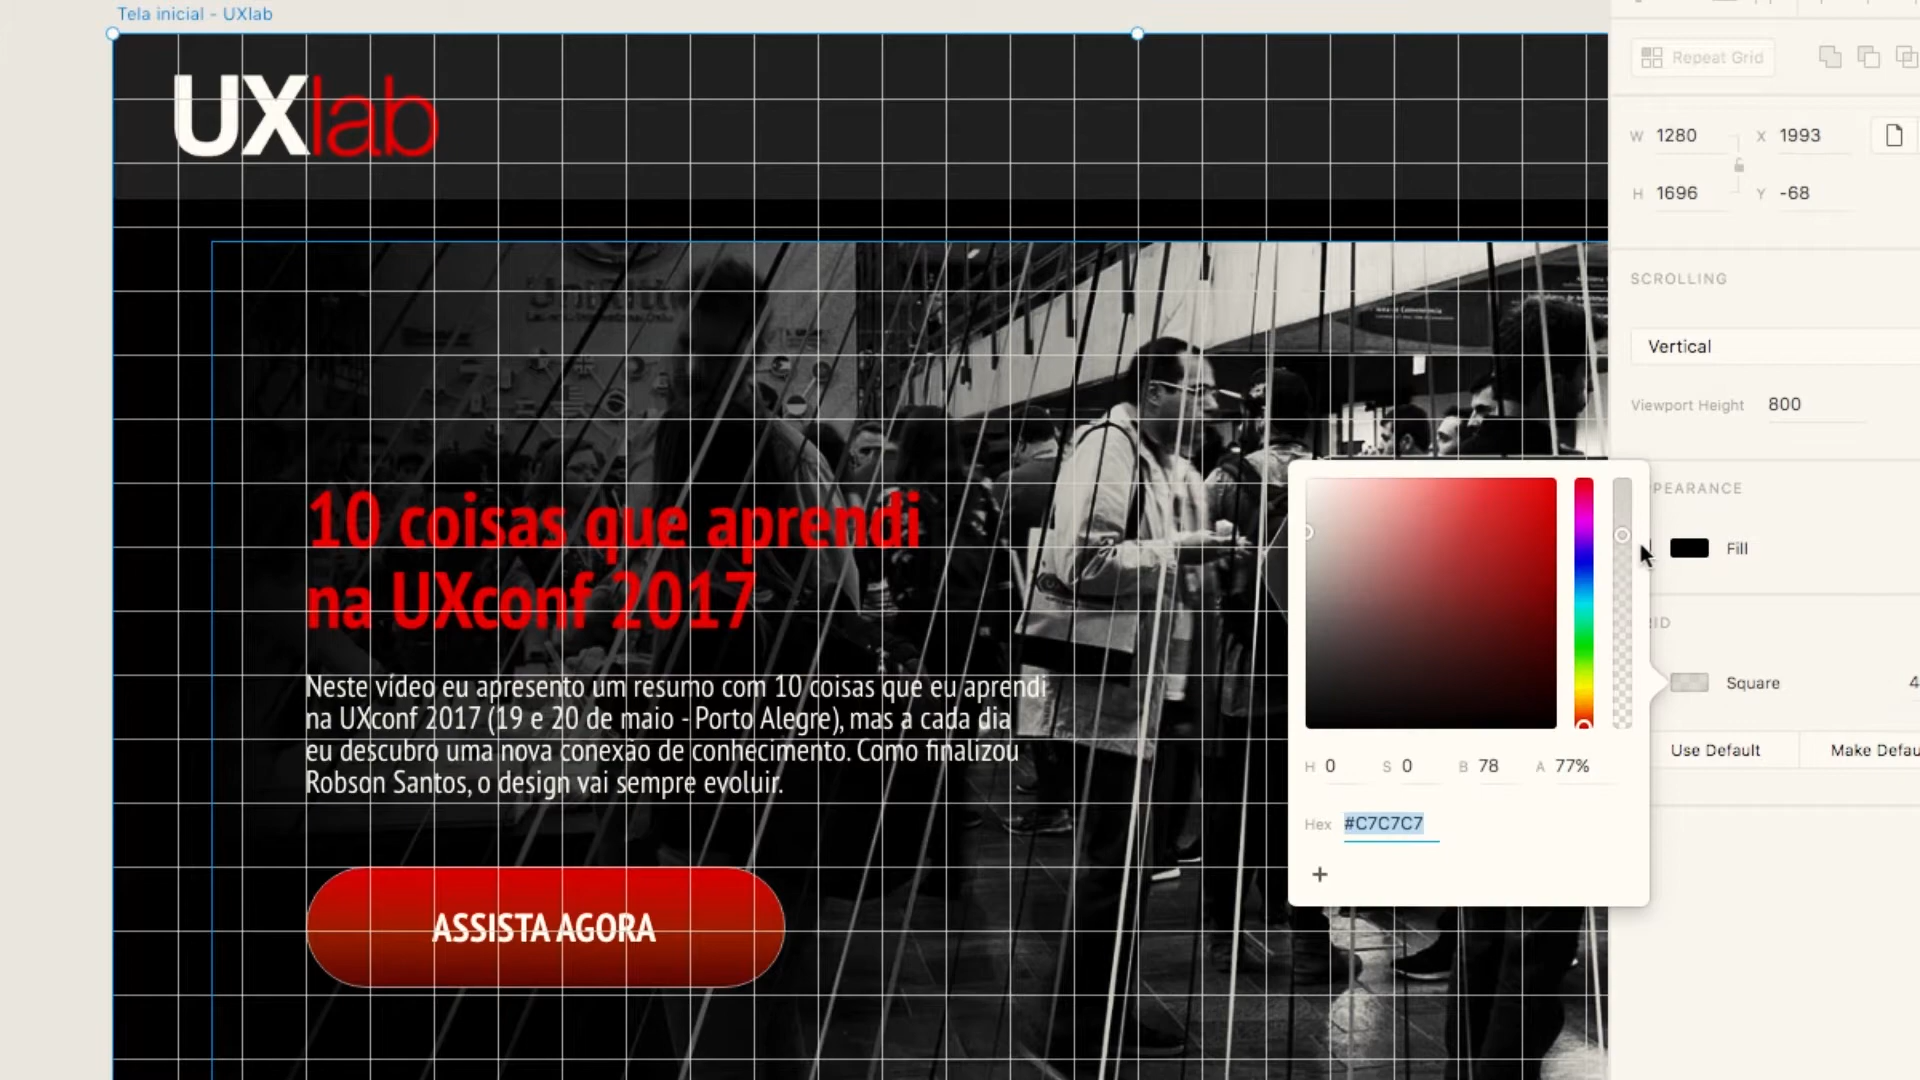 Tela inicial - UXlab
UXlab
10 coisas que aprendi
na UXconf 2017
Neste vídeo eu apresento um resumo com 10 coisas que eu aprendi
na UXconf 2017 (19 e 20 de maio - Porto Alegre), mas a cada dia
eu descubro uma nova conexão de conhecimento. Como finalizou
Robson Santos, o design vai sempre evoluir.
ASSISTA AGORA
Repeat Grid
W 1280 X 1993
H 1696 Y -68
SCROLLING
Vertical
Viewport Height 800
PEARANCE
Fill
ID
Square 4
Use Default Make Defau
H 0 S 0 B 78 A 77%
Hex #C7C7C7
+